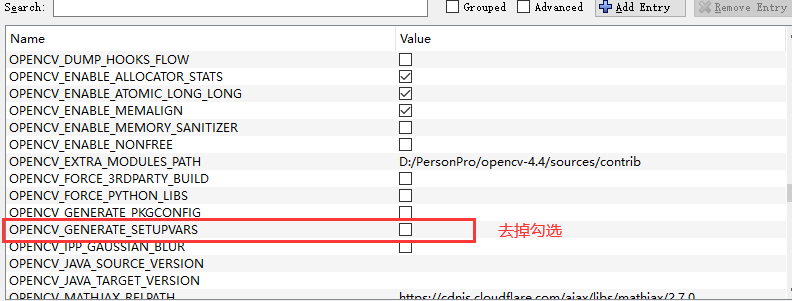 Search: Grouped Advanced Add Entry Remove Entry
Name Value
OPENCV_DUMP_HOOKS_FLOW
OPENCV_ENABLE_ALLOCATOR_STATS
OPENCV_ENABLE_ATOMIC_LONG_LONG
OPENCV_ENABLE_MEMALIGN
OPENCV_ENABLE_MEMORY_SANITIZER
OPENCV_ENABLE_NONFREE
OPENCV_EXTRA_MODULES_PATH D:/PersonPro/opencv-4.4/sources/contrib
OPENCV_FORCE_3RDPARTY_BUILD
OPENCV_FORCE_PYTHON_LIBS
OPENCV_GENERATE_PKGCONFIG
OPENCV_GENERATE_SETUPVARS 去掉勾选
OPENCV_IPP_GAUSSIAN_BLUR
OPENCV_JAVA_SOURCE_VERSION
OPENCV_JAVA_TARGET_VERSION
OPENCV_MATHJAX_RELPATH https://cdnjs.cloudflare.com/ajax/libs/mathjax/2.7.0